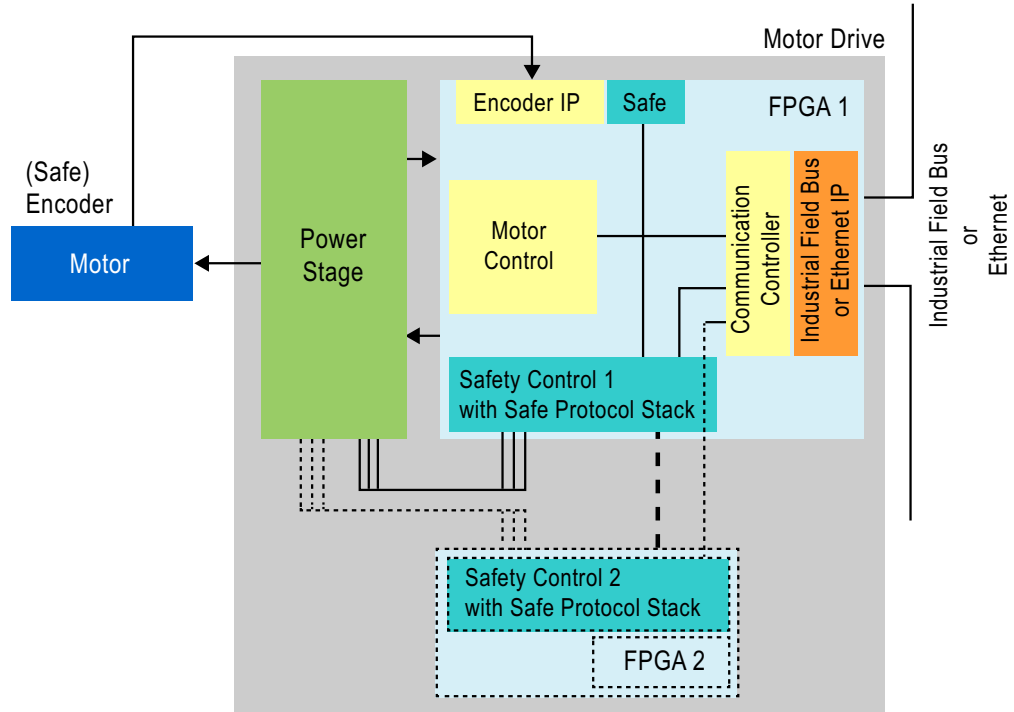 Motor Drive
Encoder IP
Safe
FPGA 1
(Safe)
Encoder
Motor
Power
Stage
Motor
Control
Communication
Controller
Industrial Field Bus
or Ethernet IP
Industrial Field Bus
or
Ethernet
Safety Control 1
with Safe Protocol Stack
Safety Control 2
with Safe Protocol Stack
FPGA 2